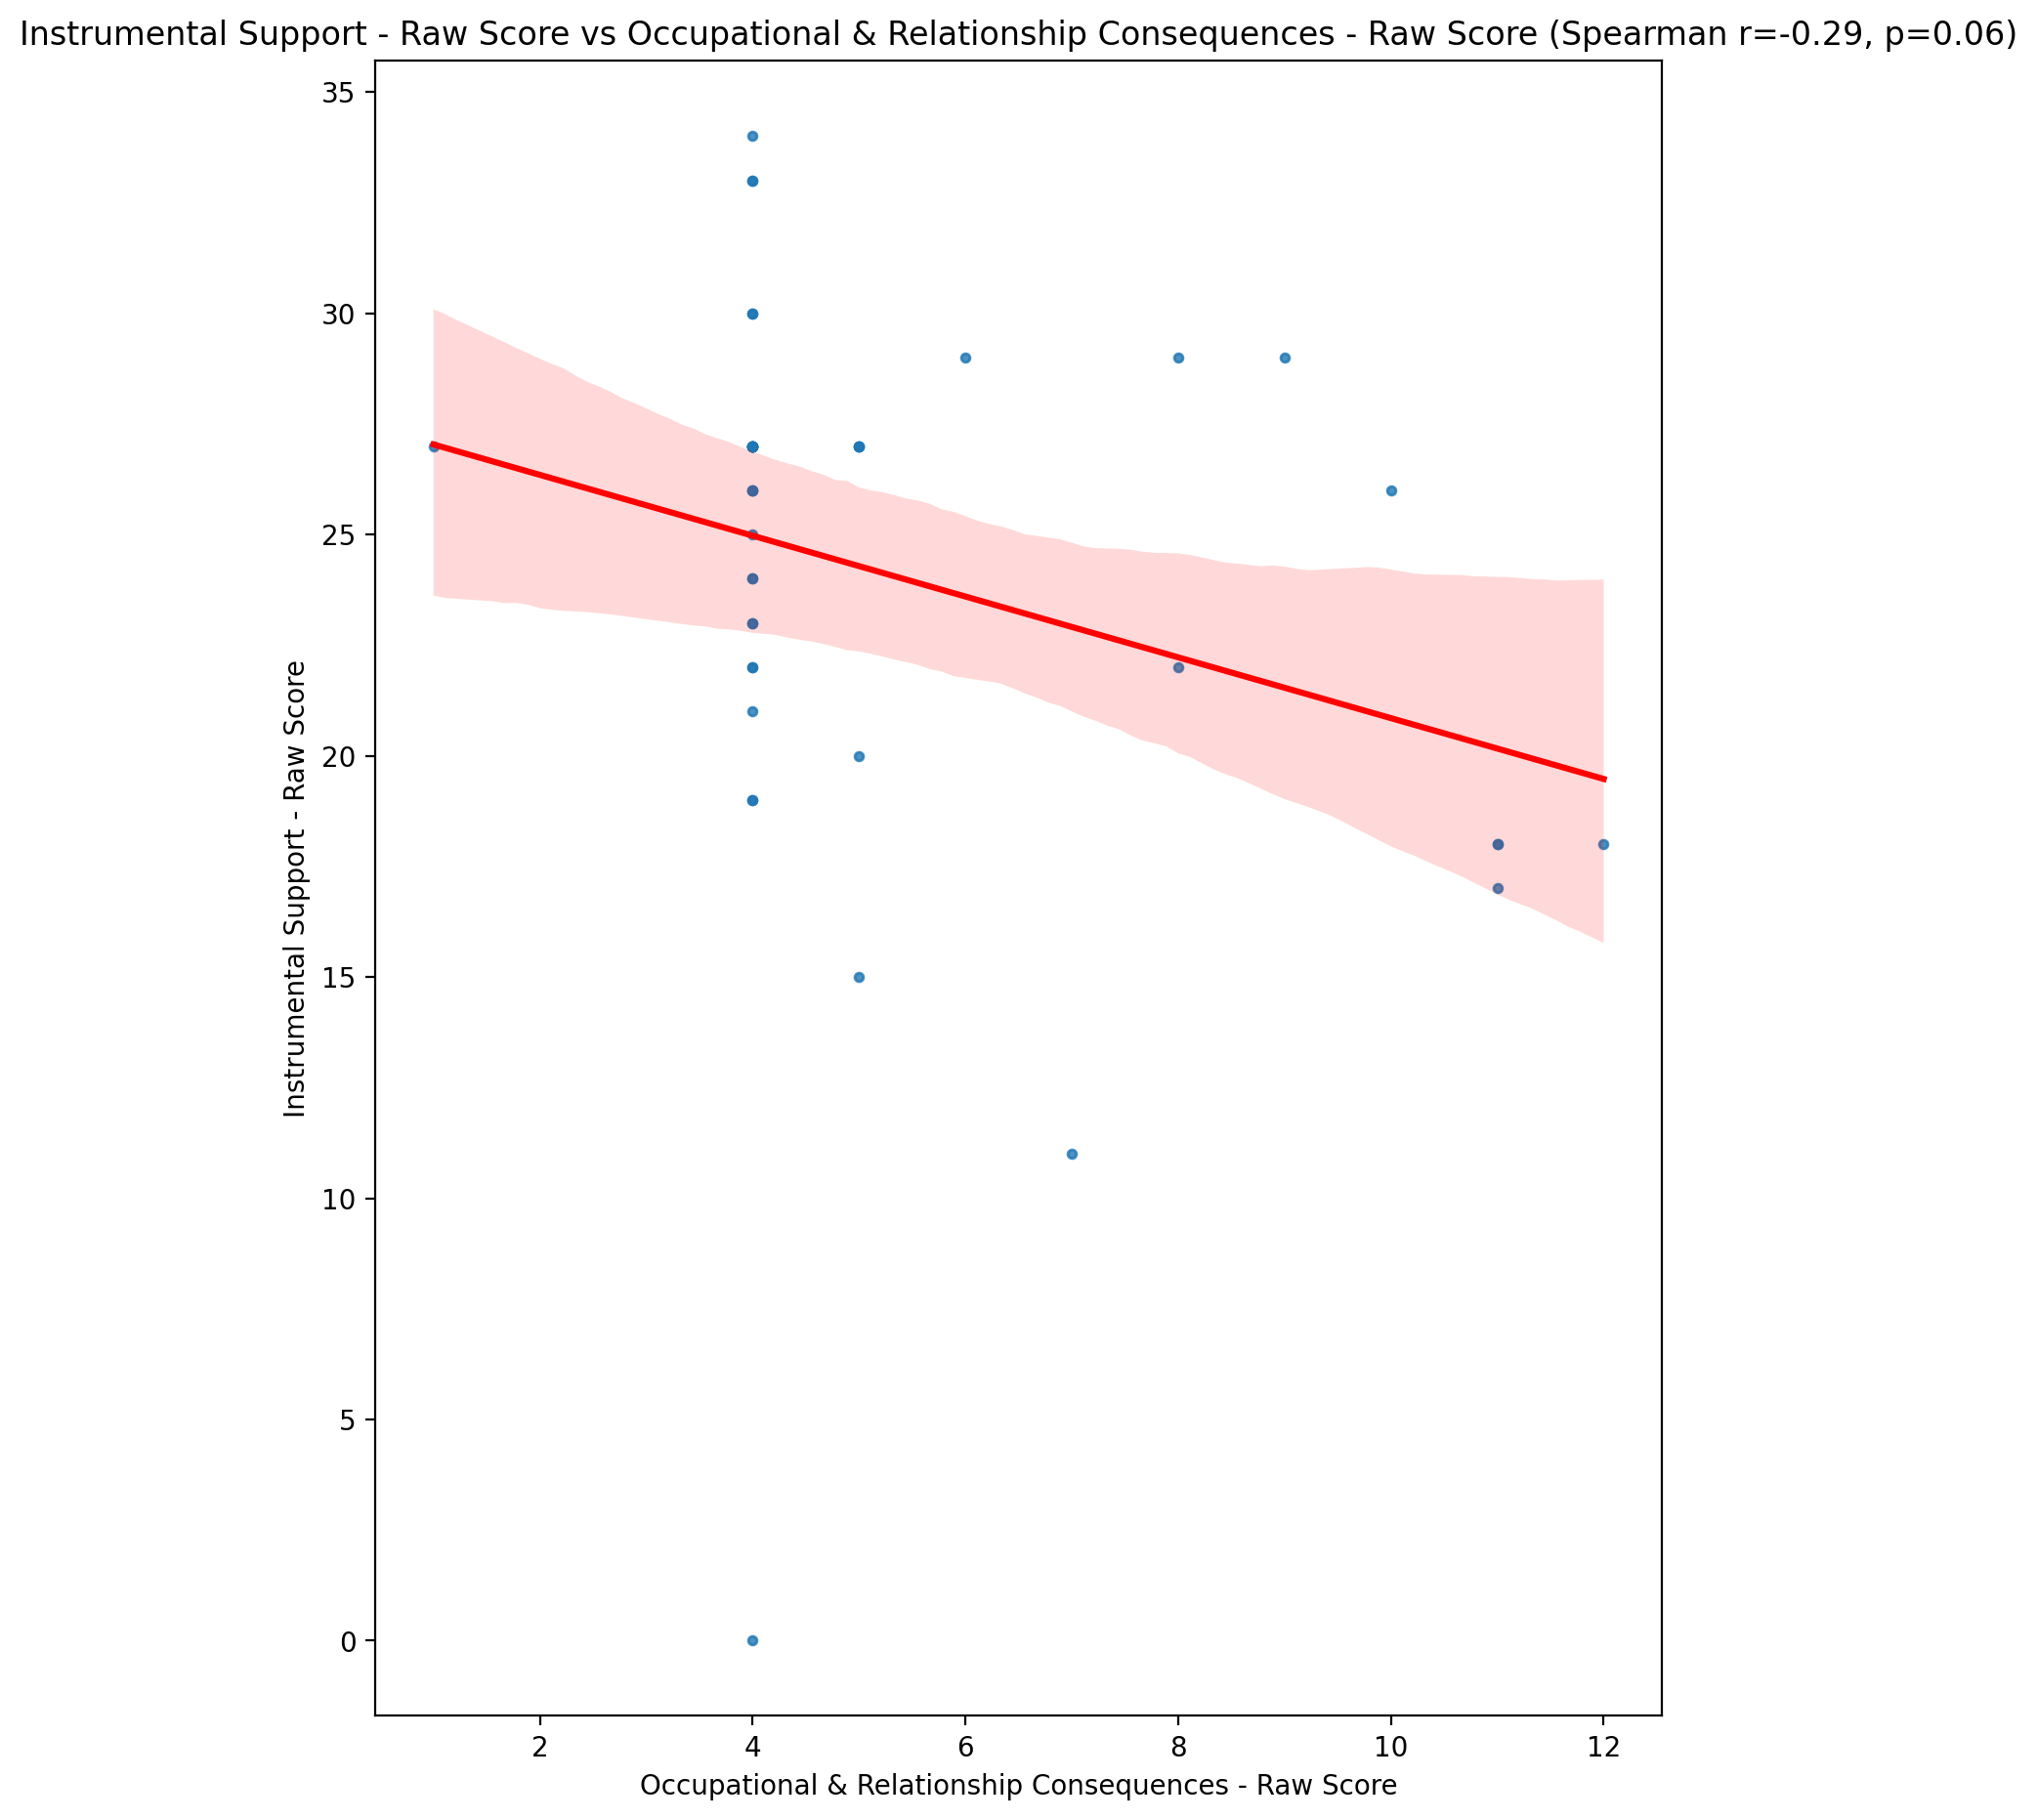 Instrumental Support - Raw Score vs Occupational & Relationship Consequences - Raw Score (Spearman r=-0.29, p=0.06)
35
30
25
20
15
10
5
0
Instrumental Support - Raw Score
2 4 6 8 10 12
Occupational & Relationship Consequences - Raw Score